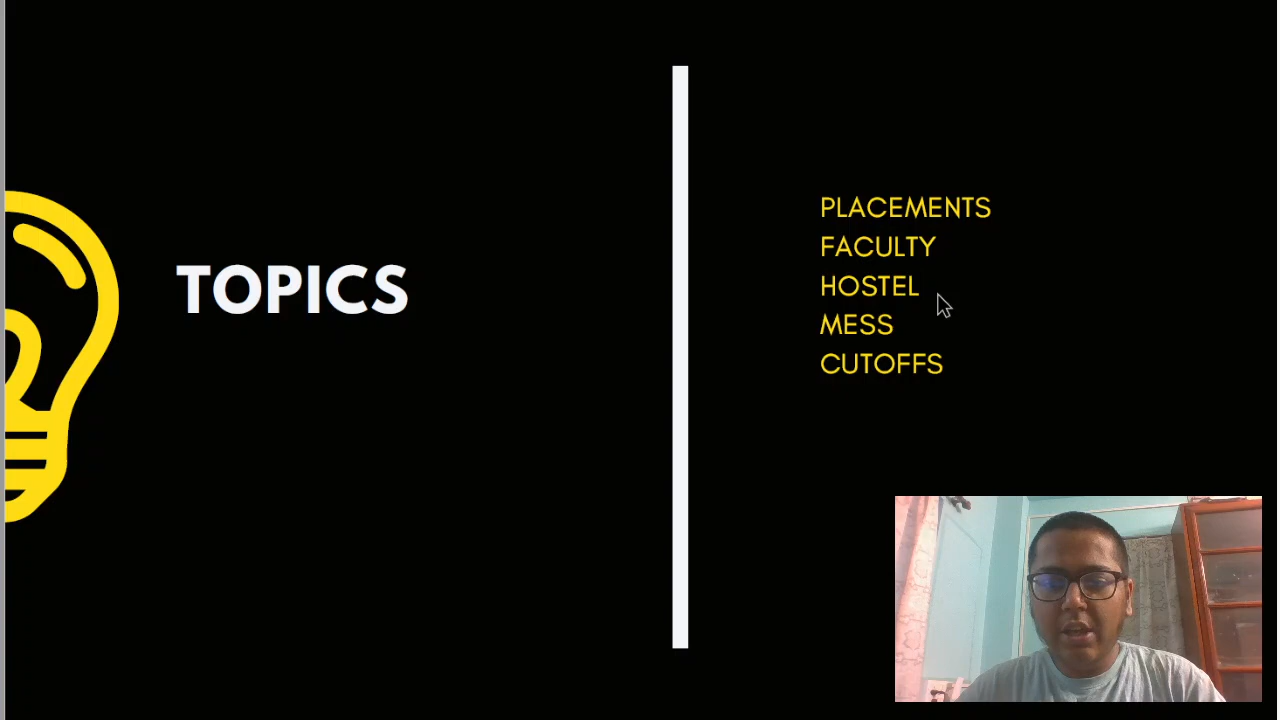 TOPICS
PLACEMENTS
FACULTY
HOSTEL
MESS
CUTOFFS